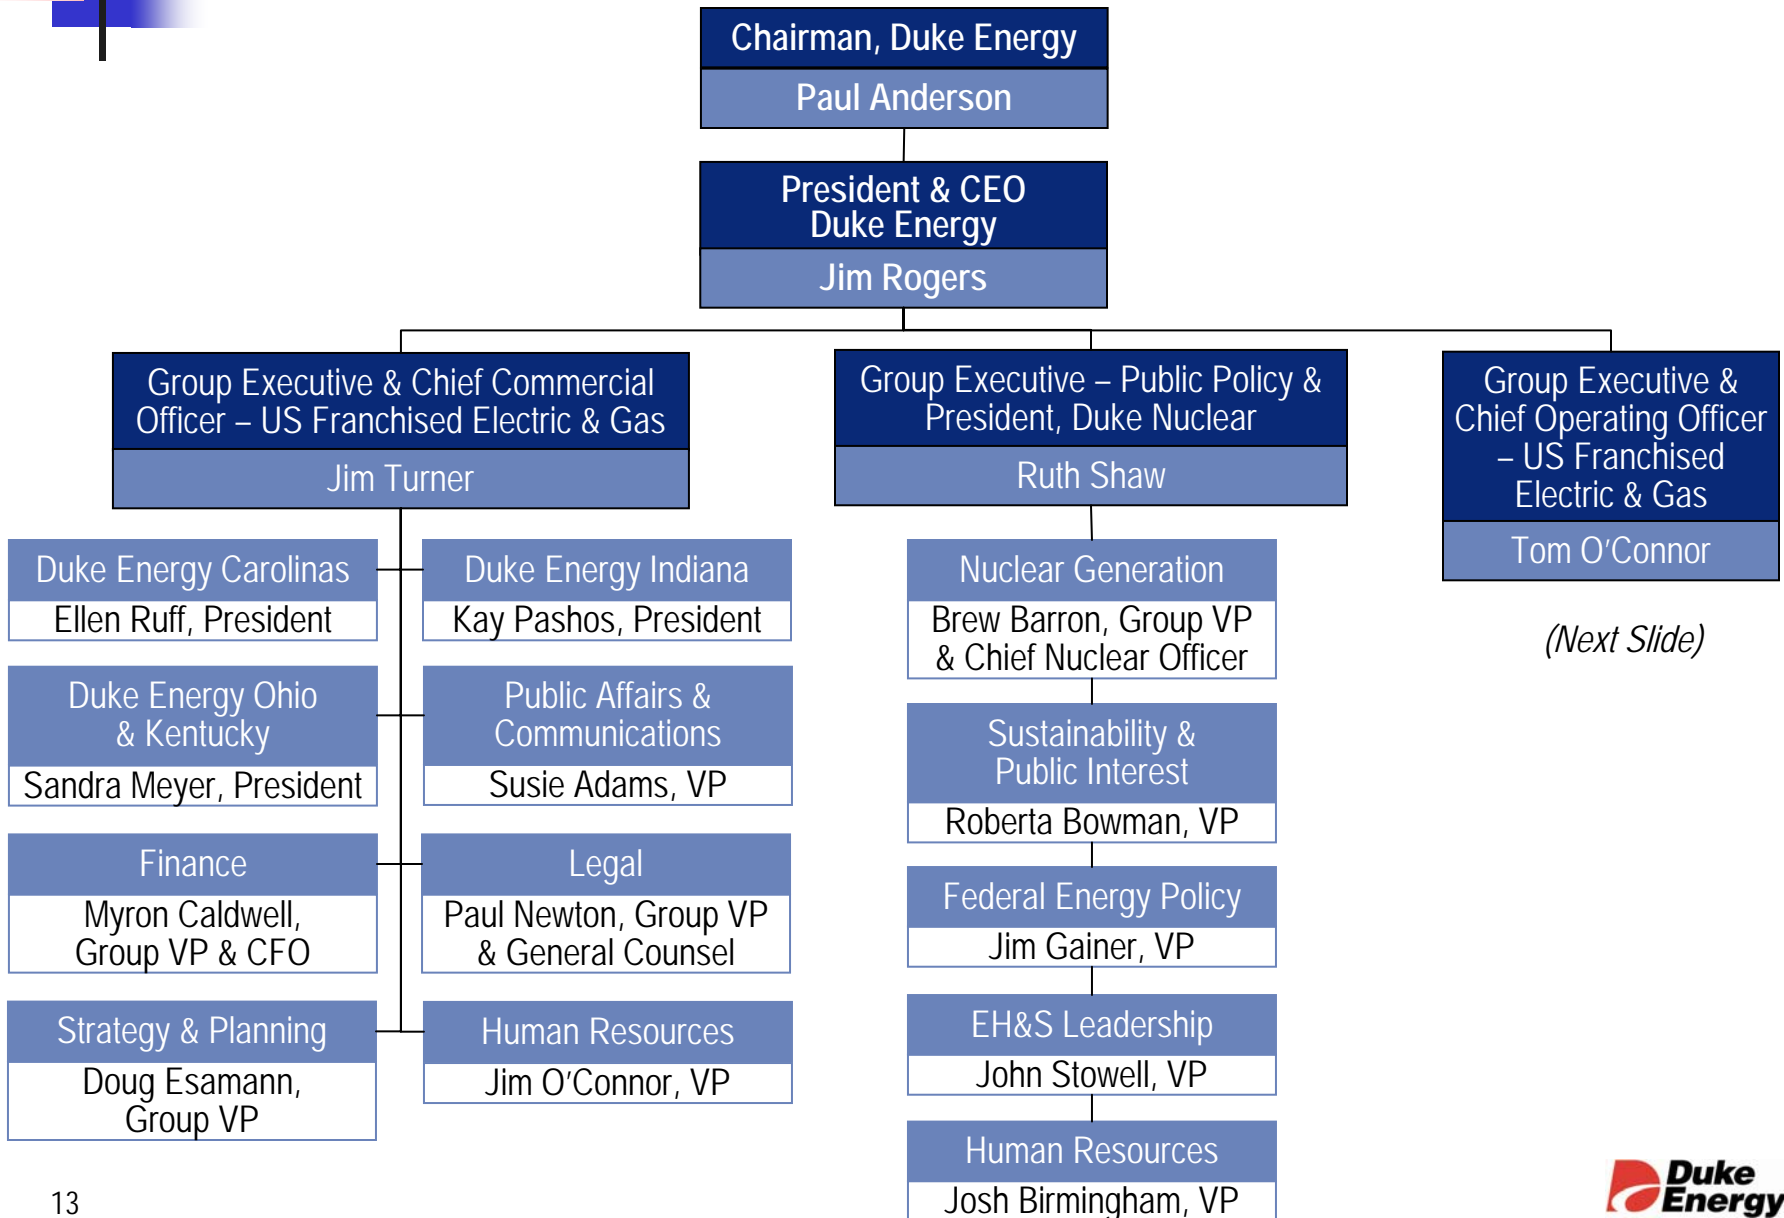 Chairman, Duke Energy
Paul Anderson
President & CEO
Duke Energy
Jim Rogers
Group Executive & Chief Commercial
Officer – US Franchised Electric & Gas
Jim Turner
Group Executive – Public Policy &
President, Duke Nuclear
Ruth Shaw
Group Executive &
Chief Operating Officer
– US Franchised
Electric & Gas
Tom O’Connor
(Next Slide)
Duke Energy Carolinas
Ellen Ruff, President
Duke Energy Indiana
Kay Pashos, President
Duke Energy Ohio
& Kentucky
Sandra Meyer, President
Public Affairs &
Communications
Susie Adams, VP
Finance
Myron Caldwell,
Group VP & CFO
Legal
Paul Newton, Group VP
& General Counsel
Strategy & Planning
Doug Esamann,
Group VP
Human Resources
Jim O’Connor, VP
Nuclear Generation
Brew Barron, Group VP
& Chief Nuclear Officer
Sustainability &
Public Interest
Roberta Bowman, VP
Federal Energy Policy
Jim Gainer, VP
EH&S Leadership
John Stowell, VP
Human Resources
Josh Birmingham, VP
13
Duke
Energy